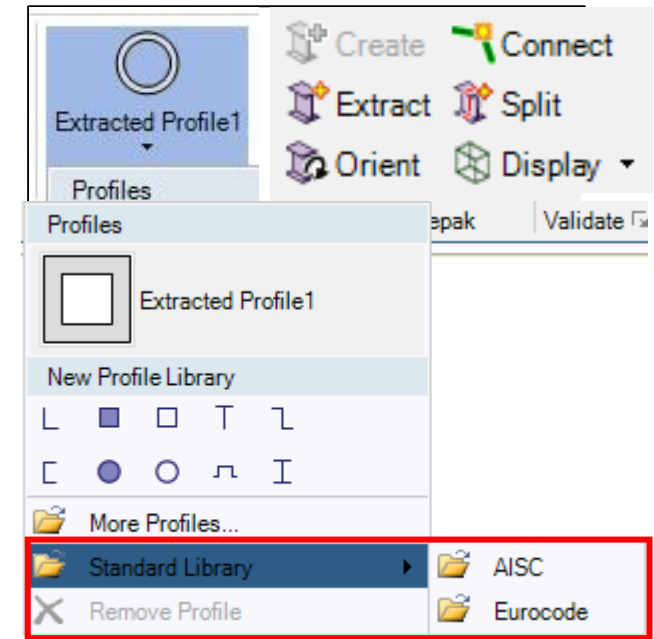 Extracted Profile1
Profiles
Create
Connect
Extract
Split
Orient
Display
epak
Validate
Profiles
Extracted Profile1
New Profile Library
More Profiles...
Standard Library
AISC
Remove Profile
Eurocode